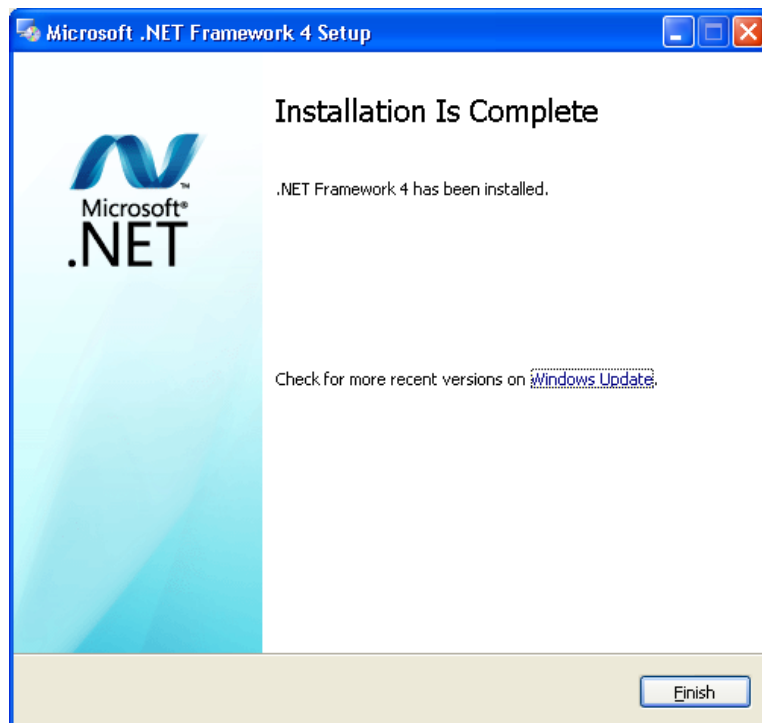 Microsoft .NET Framework 4 Setup
Installation Is Complete
.NET Framework 4 has been installed.
Microsoft®
.NET
™
Check for more recent versions on Windows Update.
Finish